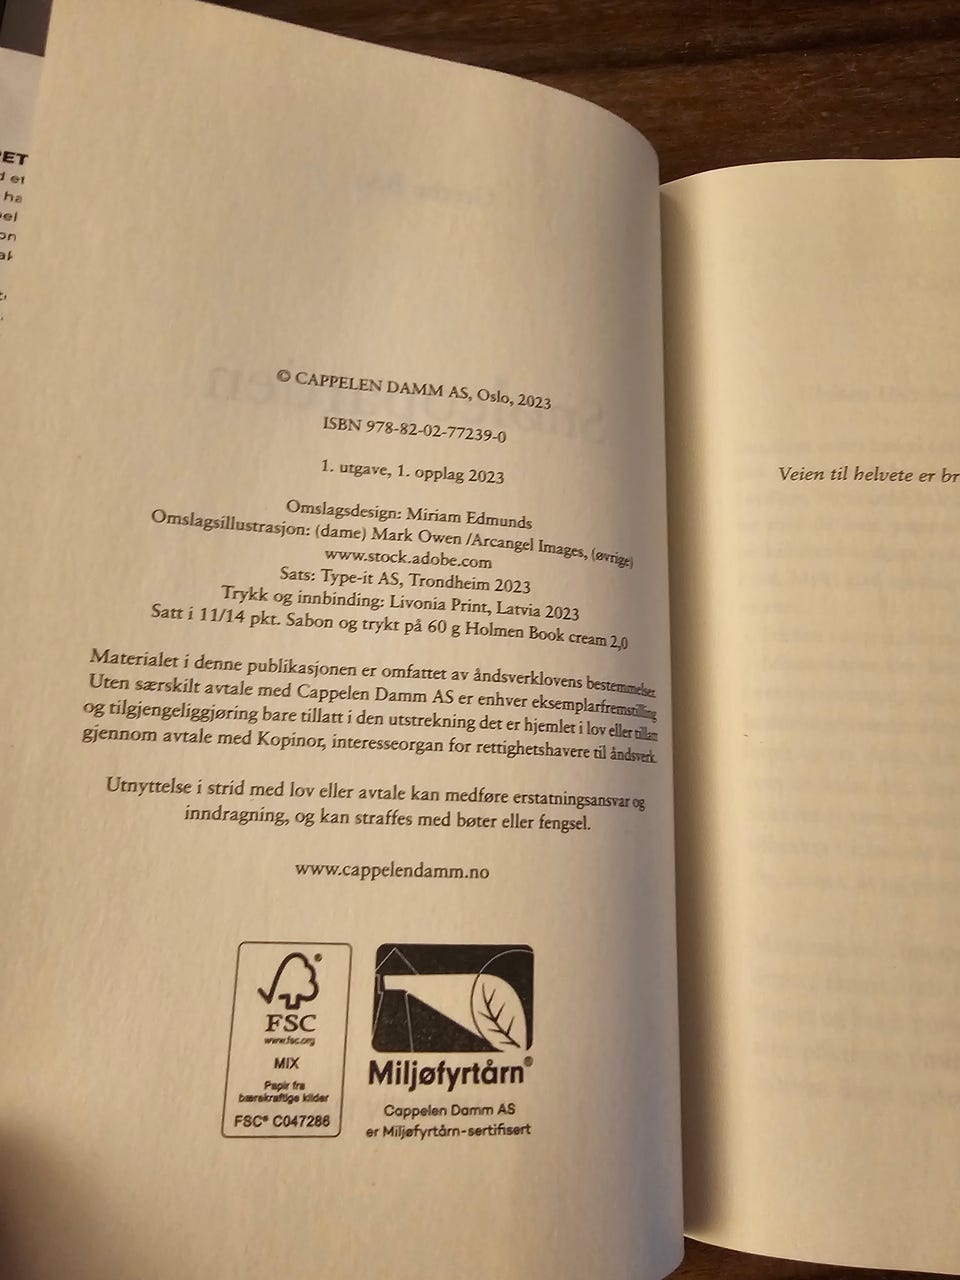 ET
et
ha
el
on
© CAPPELEN DAMM AS, Oslo, 2023
ISBN 978-82-02-77239-0
1. utgave, 1. opplag 2023
Omslagsdesign: Miriam Edmunds
Omslagsillustrasjon: (dame) Mark Owen /Arcangel Images, (øvrige)
www.stock.adobe.com
Sats: Type-it AS, Trondheim 2023
Trykk og innbinding: Livonia Print, Latvia 2023
Satt i 11/14 pkt. Sabon og trykt på 60 g Holmen Book cream 2,0
Materialet i denne publikasjonen er omfattet av åndsverklovens bestemmelser.
Uten særskilt avtale med Cappelen Damm AS er enhver eksemplarfremstilling
og tilgjengeliggjøring bare tillatt i den utstrekning det er hjemlet i lov eller tillatt
gjennom avtale med Kopinor, interesseorgan for rettighetshavere til åndsverk.
Utnyttelse i strid med lov eller avtale kan medføre erstatningsansvar og
inndragning, og kan straffes med bøter eller fengsel.
www.cappelendamm.no
FSC
www.fsc.org
MIX
Papir fra
bærekraftige kilder
FSC® C047286
Miljøfyrtårn®
Cappelen Damm AS
er Miljøfyrtårn-sertifisert
Veien til helvete er br